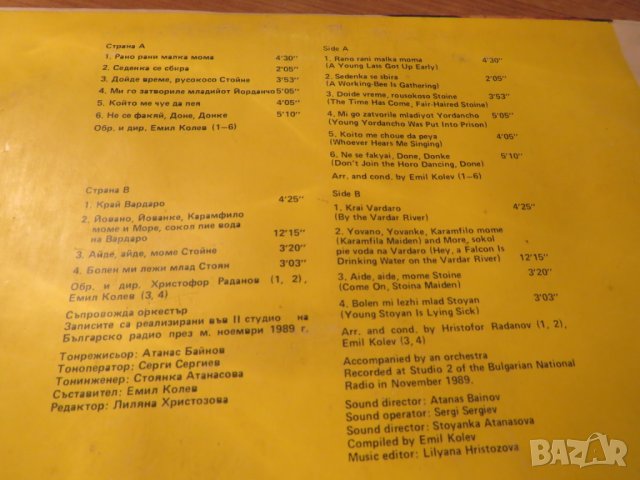 Страна А
1. Рано рани малка мома 4'30"
2. Седенка се сбира 2'05"
3. Дойде време, русокосо Стойне 3'53"
4. Ми го затвориле младийот Йорданчо 5'05"
5. Който ме чуе да пея 4'05"
6. Не се факяй, Доне, Донке 5'10"
Обр. и дир. Емил Колев (1—6)
Страна В
1. Край Вардаро 4'25"
2. Йовано, Йованке, Карамфило
моме и Море, сокол пие вода
на Вардаро 12'15"
3. Айде, айде, моме Стойне 3'20"
4. Болен ми лежи млад Стоян 3'03"
Обр. и дир. Христофор Раданов (1, 2),
Емил Колев (3, 4)
Съпровожда оркестър
Записите са реализирани във II студио на
Българско радио през м. ноември 1989 г.
Тонрежисьор: Атанас Байнов
Тоноператор: Серги Сергиев
Тонинженер: Стоянка Атанасова
Съставител: Емил Колев
Редактор: Лиляна Христозова
Side A
1. Rano rani malka moma 4'30"
(A Young Lass Got Up Early)
2. Sedenka se sbira 2'05"
(A Working-Bee Is Gathering)
3. Doide vreme, rousokoso Stoine 3'53"
(The Time Has Come, Fair-Haired Stoine)
4. Mi go zatvorile mladiyot Yordancho 5'05"
(Young Yordancho Was Put Into Prison)
5. Koito me choue da peya 4'05"
(Whoever Hears Me Singing)
6. Ne se fakyai, Done, Donke 5'10"
(Don't Join the Horo Dancing, Done)
Arr. and cond. by Emil Kolev (1—6)
Side B
1. Krai Vardaro 4'25"
(By the Vardar River)
2. Yovano, Yovanke, Karamfilo mome
(Karamfila Maiden) and More, sokol
pie voda na Vardaro (Hey, a Falcon Is
Drinking Water on the Vardar River) 12'15"
3. Aide, aide, mome Stoine 3'20"
(Come On, Stoina Maiden)
4. Bolen mi lezhi mlad Stoyan 3'03"
(Young Stoyan Is Lying Sick)
Arr. and cond. by Hristofor Radanov (1, 2),
Emil Kolev (3, 4)
Accompanied by an orchestra
Recorded at Studio 2 of the Bulgarian National
Radio in November 1989.
Sound director: Atanas Bainov
Sound operator: Sergi Sergiev
Sound director: Stoyanka Atanasova
Compiled by Emil Kolev
Music editor: Lilyana Hristozova
BAZAR
.bg